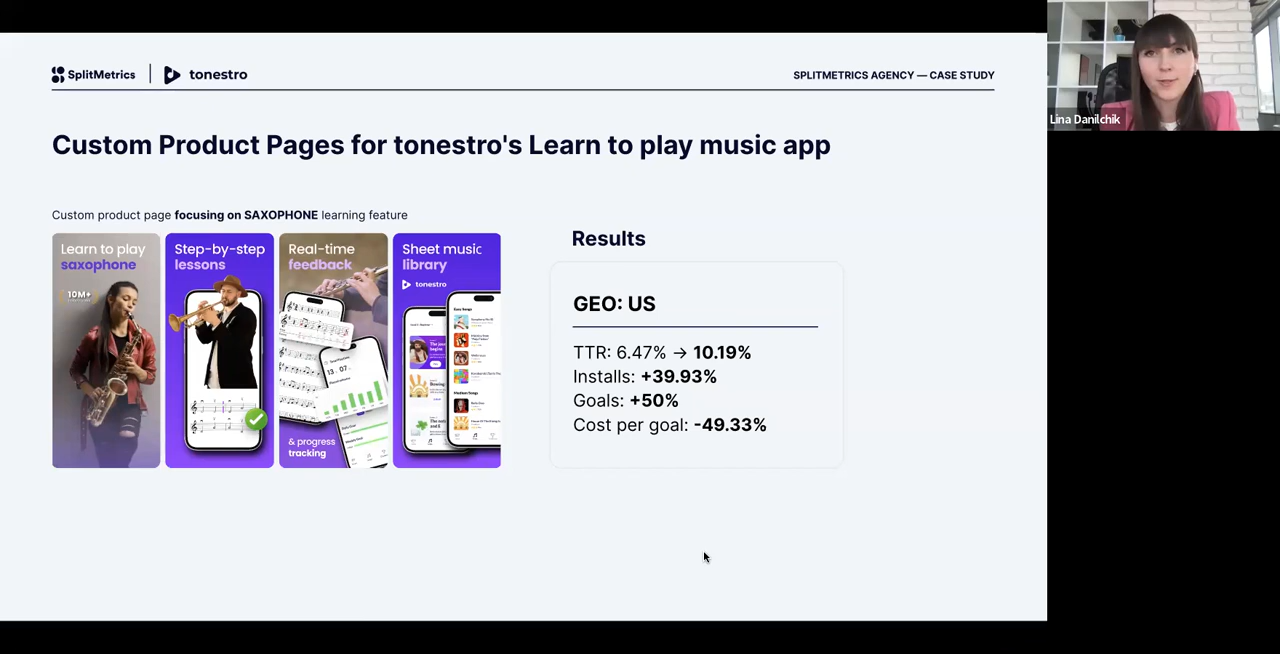 SplitMetrics
tonestro
SPLITMETRICS AGENCY — CASE STUDY
Lina Danilchik
Custom Product Pages for tonestro's Learn to play music app
Custom product page focusing on SAXOPHONE learning feature
Learn to play
saxophone
10M+
Step-by-step
lessons
Real-time
feedback
13 . 07
& progress
tracking
Sheet music
library
tonestro
Results
GEO: US
TTR: 6.47% → 10.19%
Installs: +39.93%
Goals: +50%
Cost per goal: -49.33%